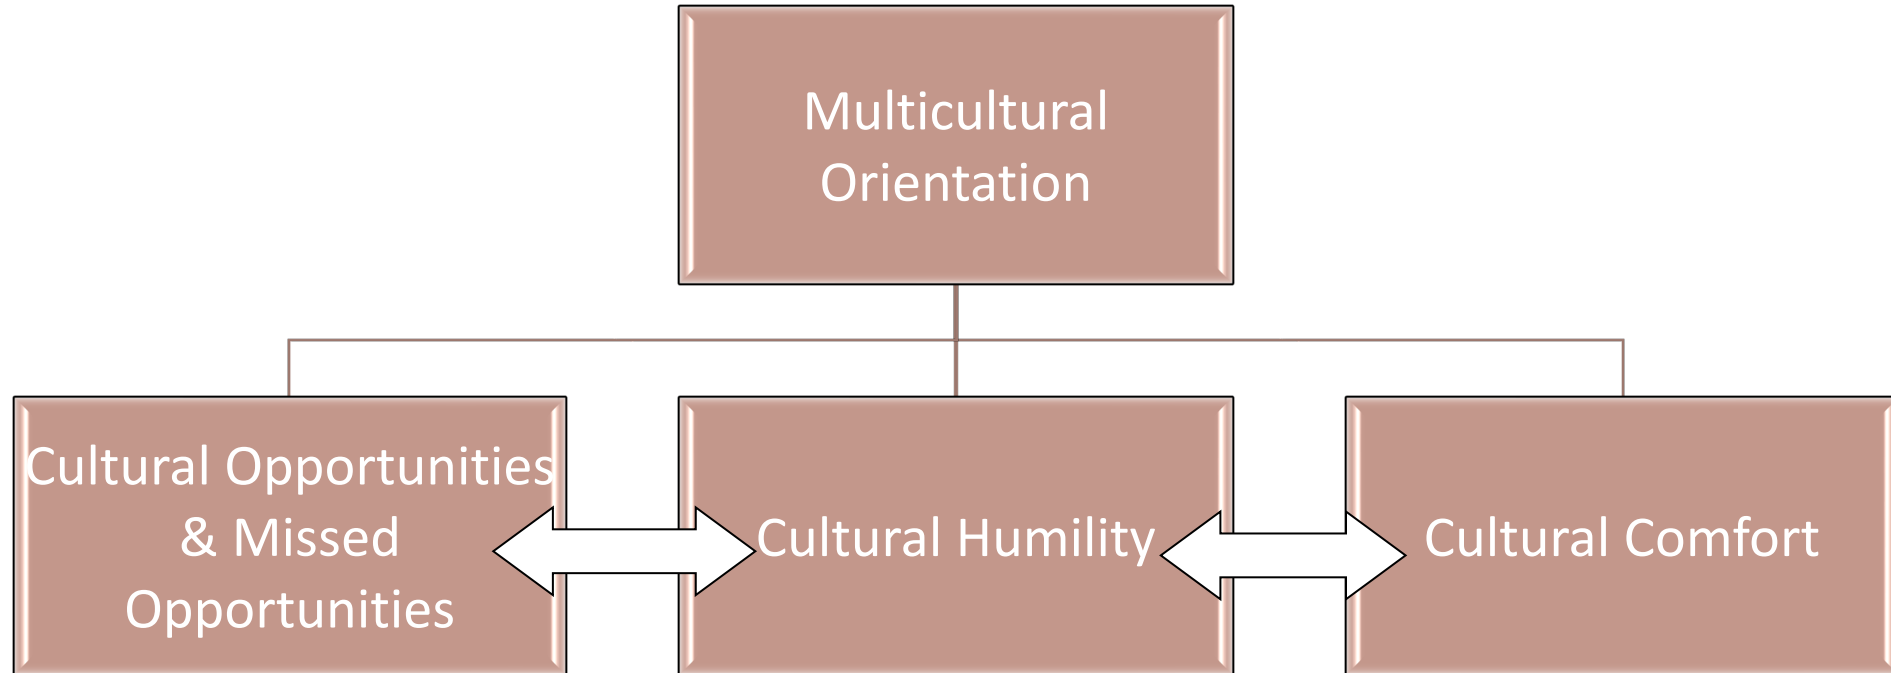 Multicultural
Orientation
Cultural Opportunities
& Missed
Opportunities
Cultural Humility
Cultural Comfort